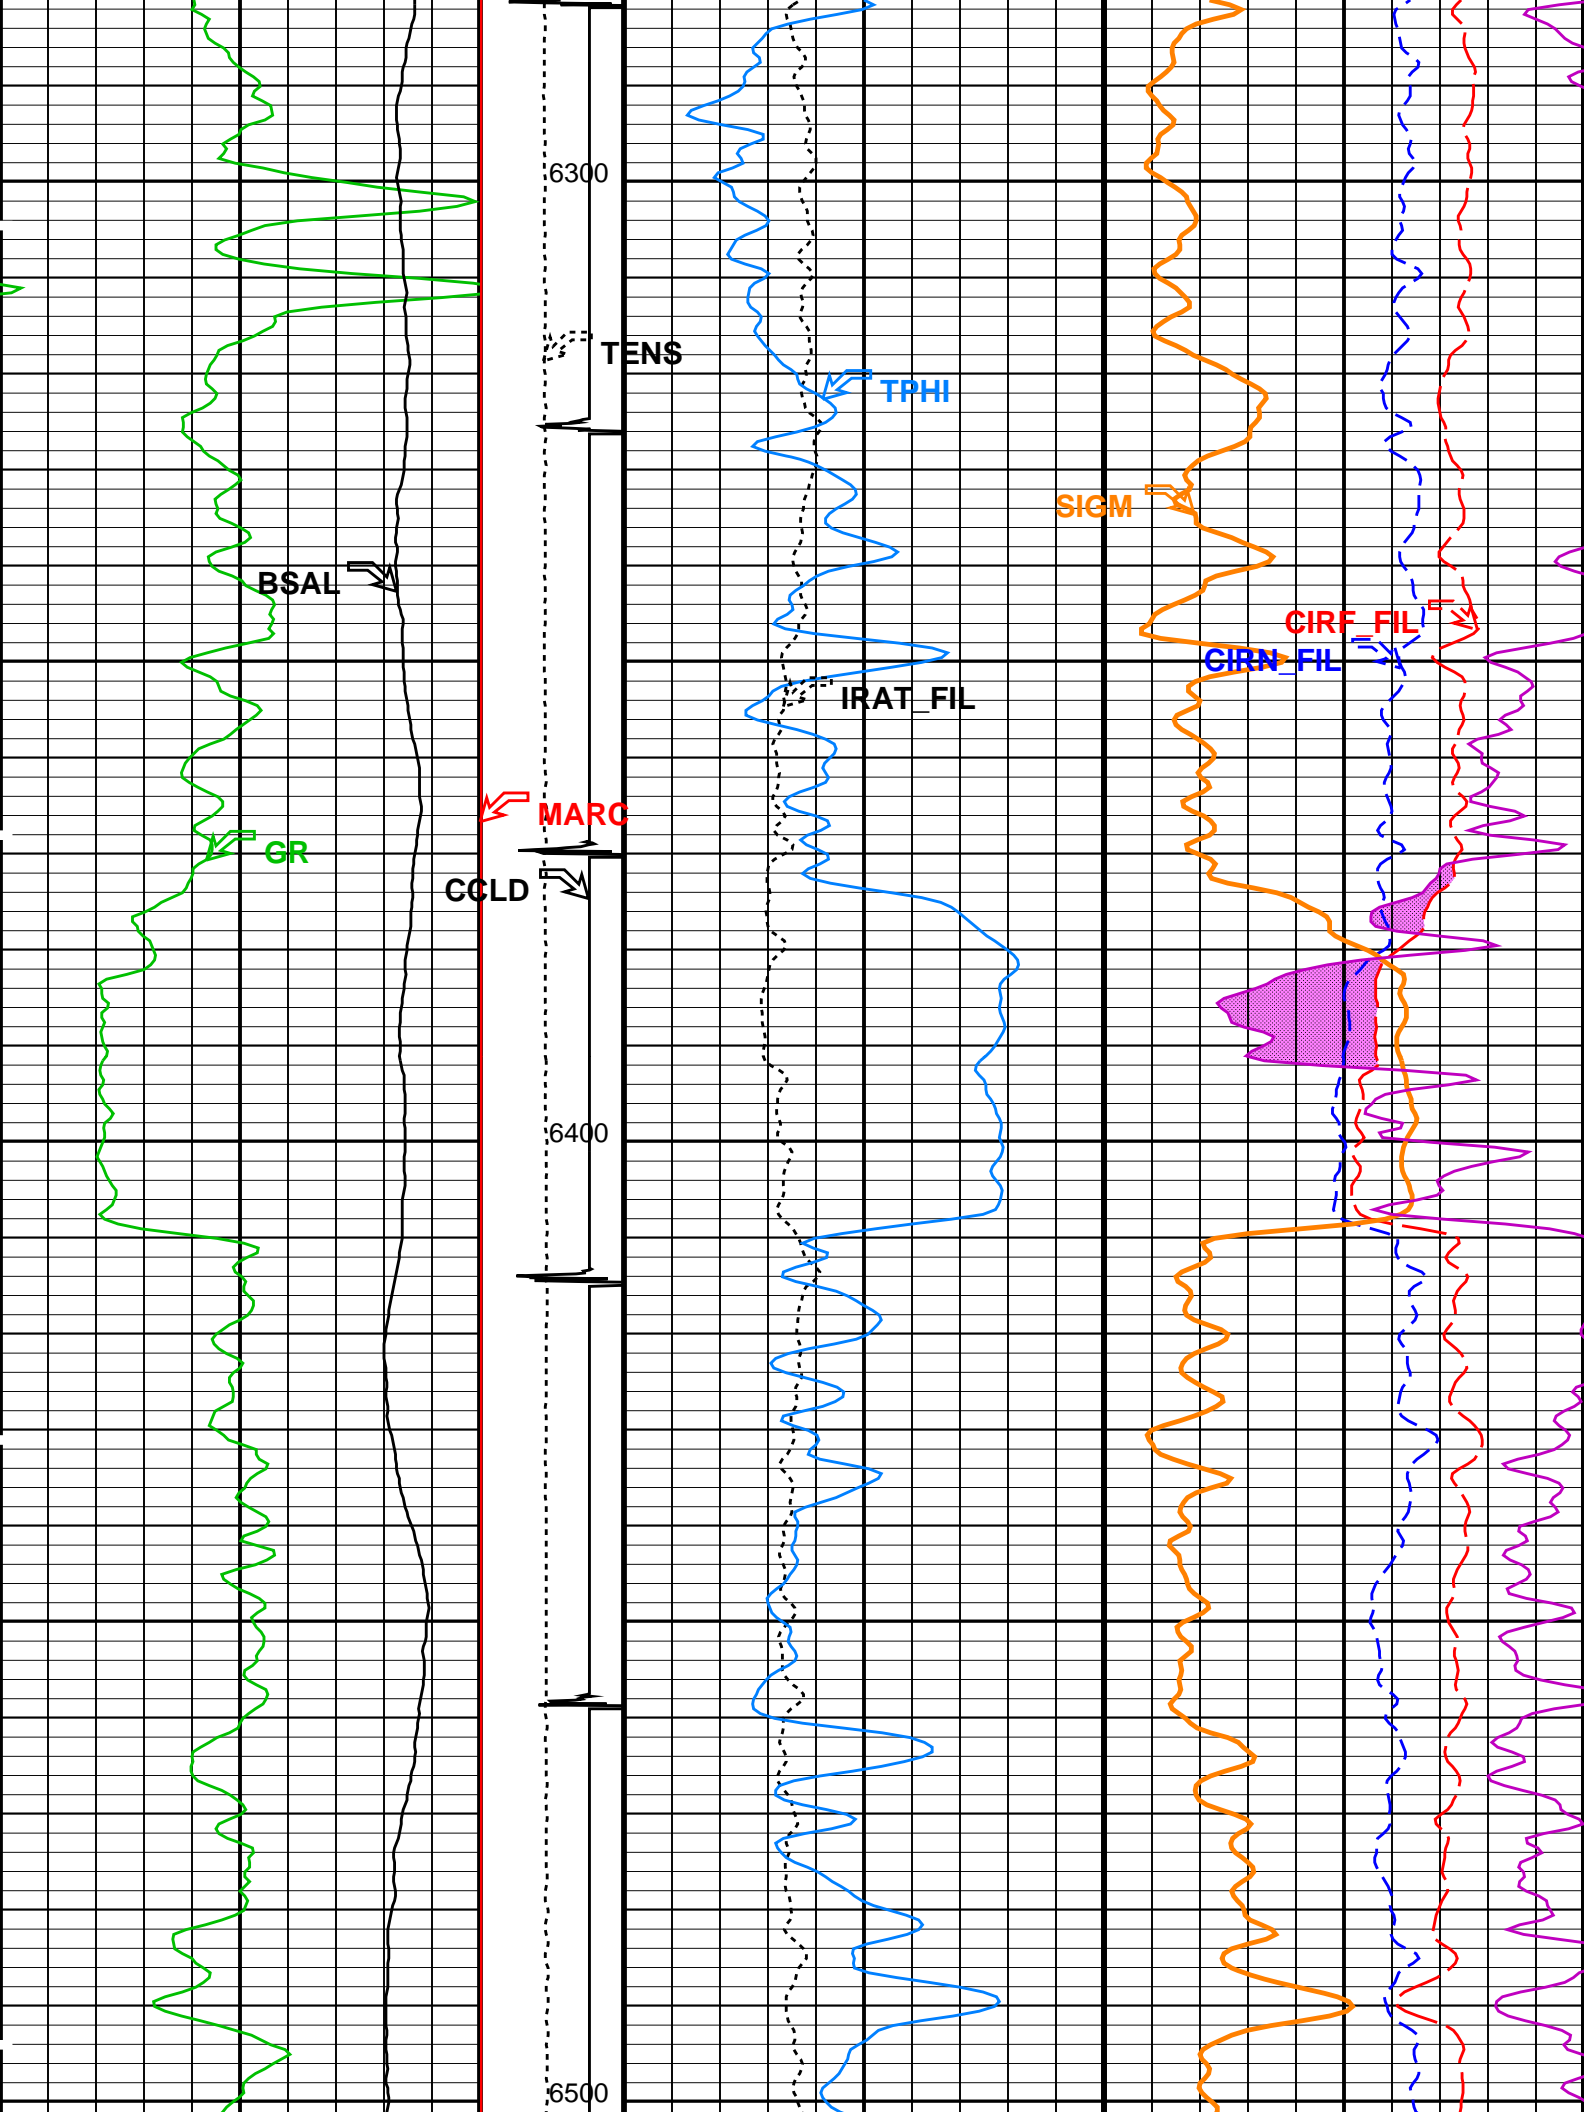 6300
TENS
TPHI
SIGM
BSAL
CIRF_FIL
CIRN_FIL
IRAT_FIL
MARC
GR
CCLD
6400
6500